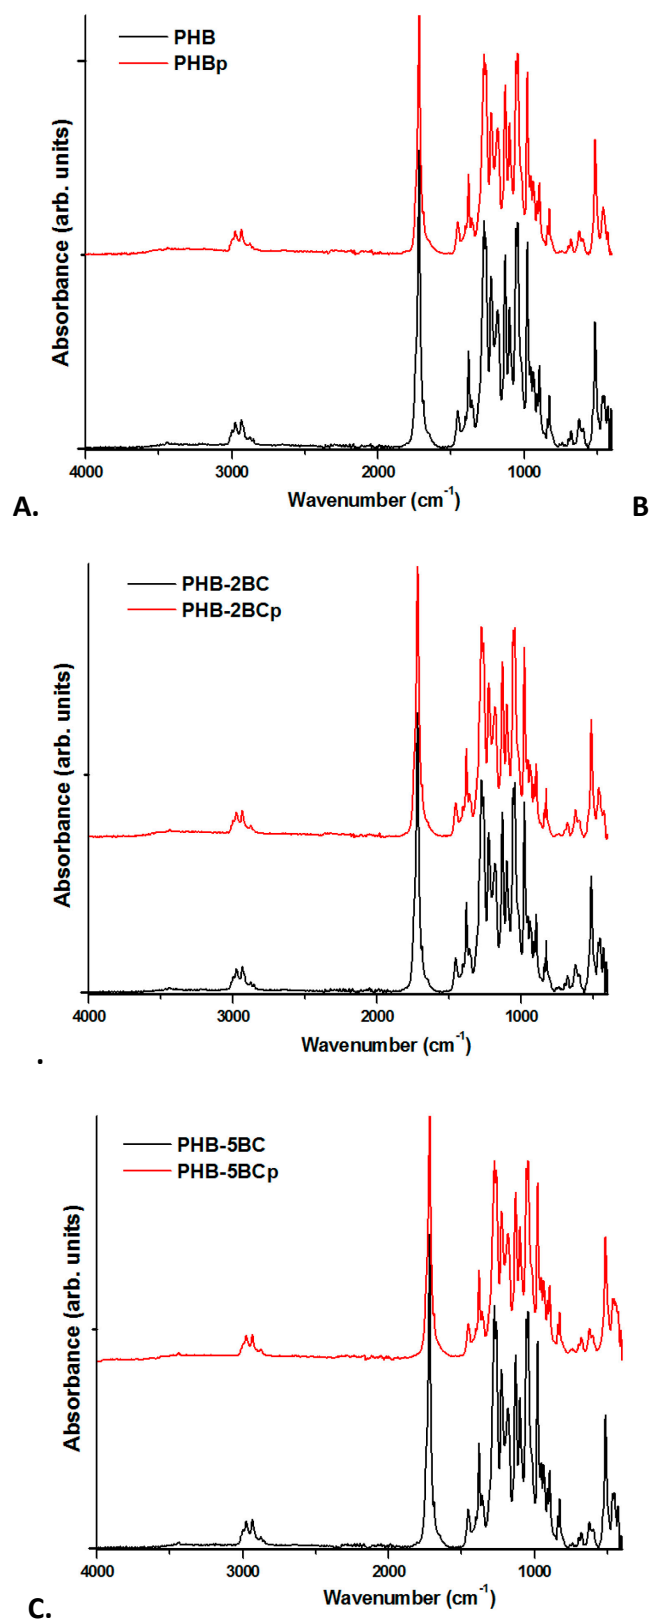 PHB
PHBp
Absorbance (arb. units)
4000 3000 2000 1000
Wavenumber (cm⁻¹)
A. B
PHB-2BC
PHB-2BCp
Absorbance (arb. units)
4000 3000 2000 1000
Wavenumber (cm⁻¹)
.
PHB-5BC
PHB-5BCp
Absorbance (arb. units)
4000 3000 2000 1000
Wavenumber (cm⁻¹)
C.